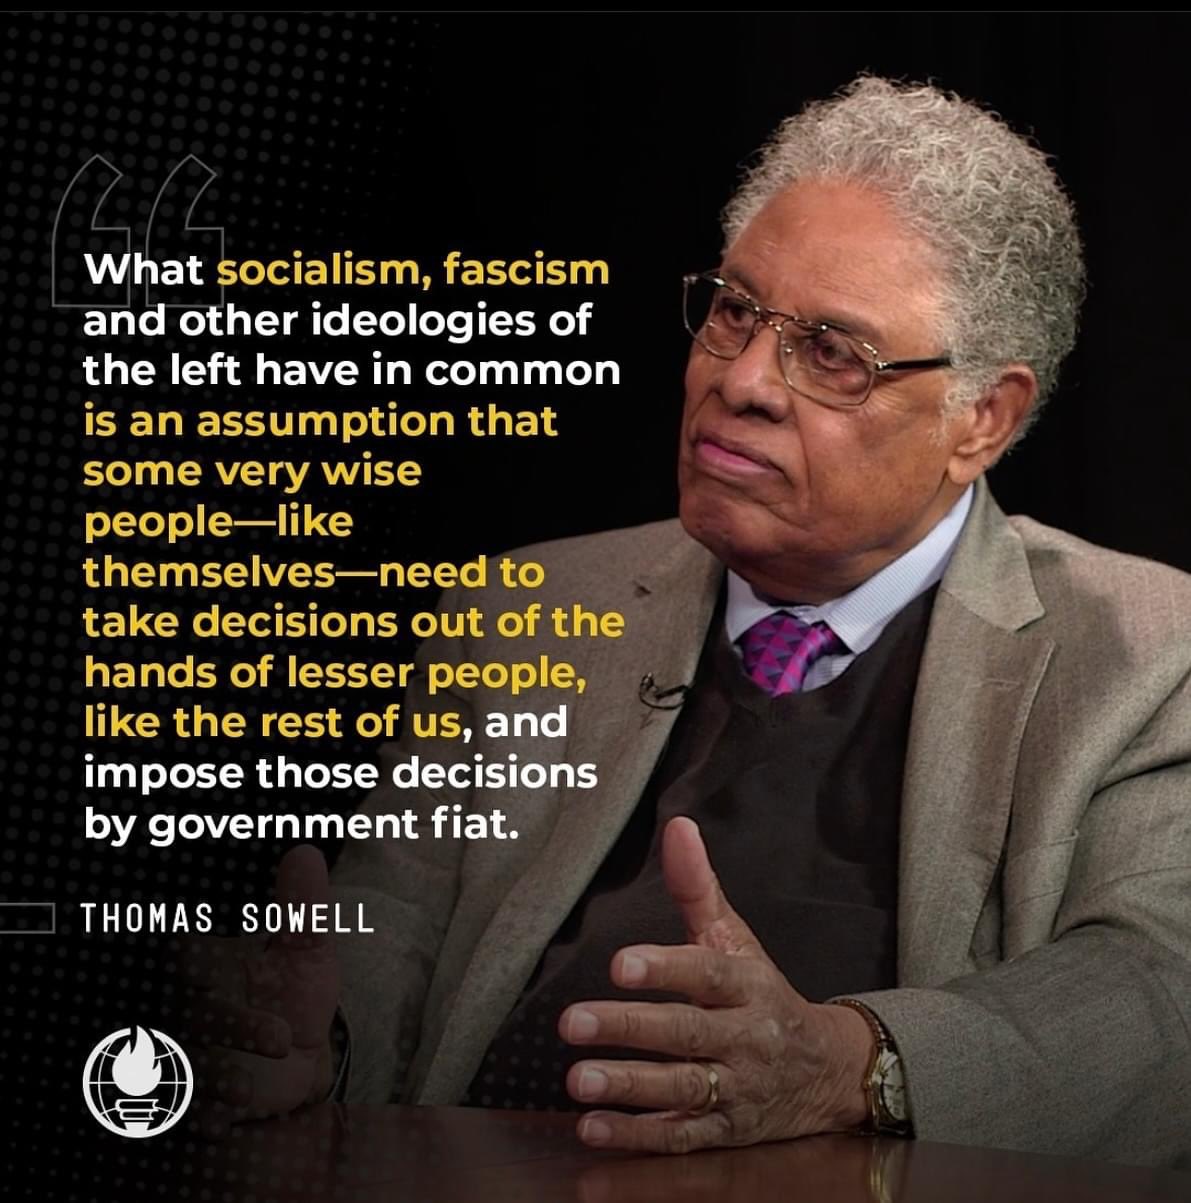 What socialism, fascism
and other ideologies of
the left have in common
is an assumption that
some very wise
people—like
themselves—need to
take decisions out of the
hands of lesser people,
like the rest of us, and
impose those decisions
by government fiat.
THOMAS SOWELL